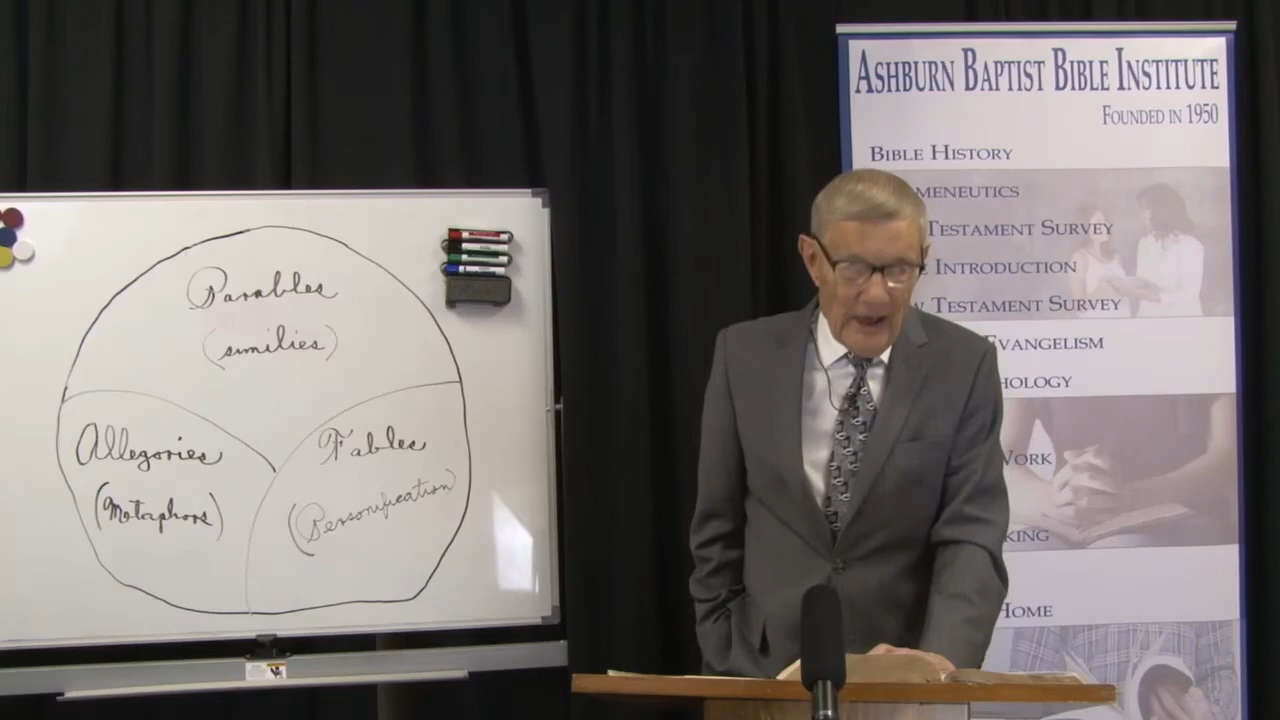 Parables
(similies)
Allegories
(Metaphors)
Fables
(Personification)
ASHBURN BAPTIST BIBLE INSTITUTE
FOUNDED IN 1950
BIBLE HISTORY
MENEUTICS
TESTAMENT SURVEY
INTRODUCTION
W TESTAMENT SURVEY
EVANGELISM
HOLOGY
WORK
KING
HOME